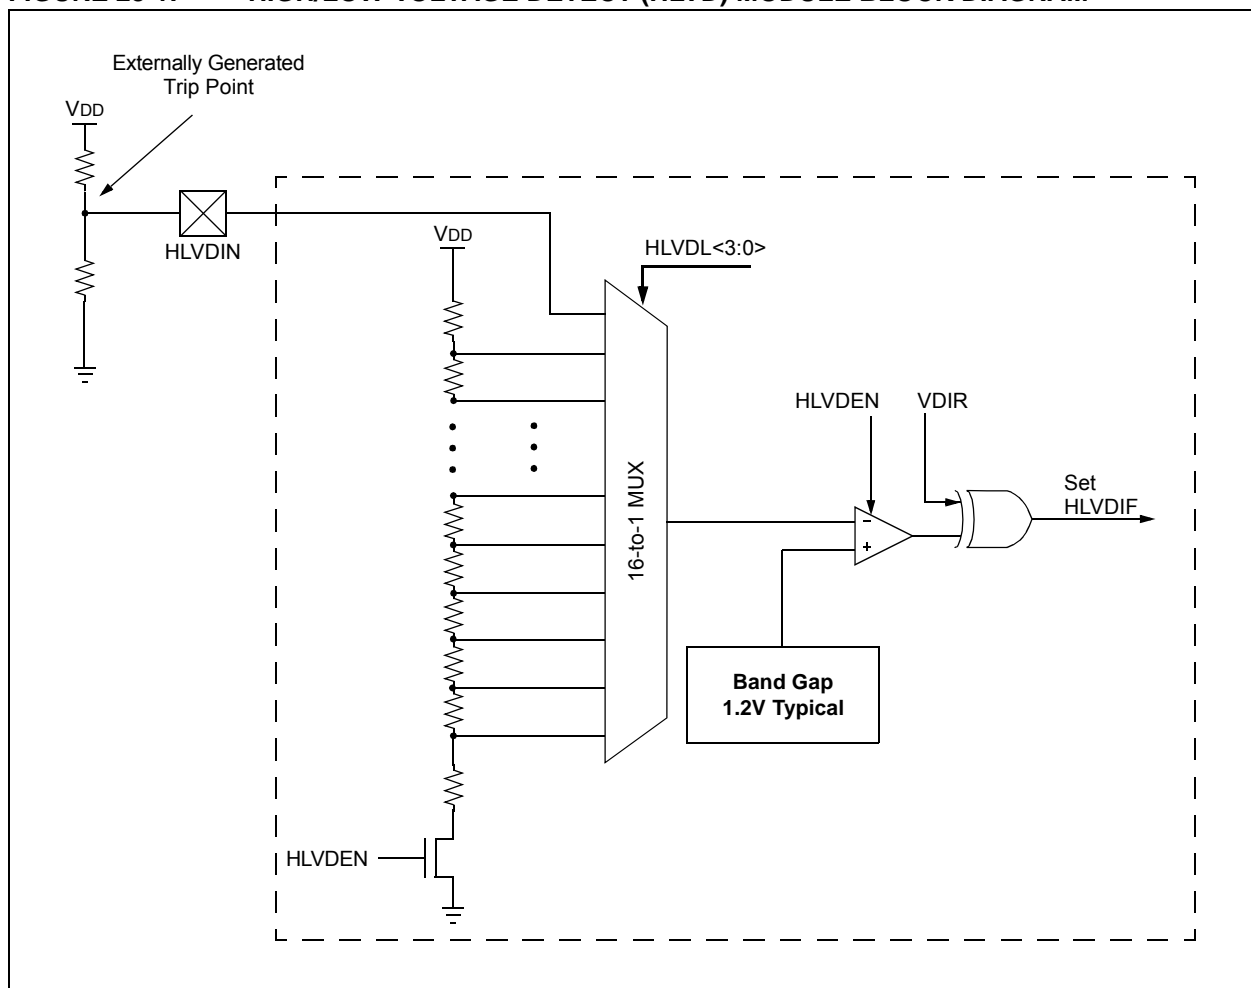 Externally Generated
Trip Point
VDD
HLVDIN
VDD
HLVDL<3:0>
16-to-1 MUX
HLVDEN
VDIR
-
+
Set
HLVDIF
Band Gap
1.2V Typical
HLVDEN